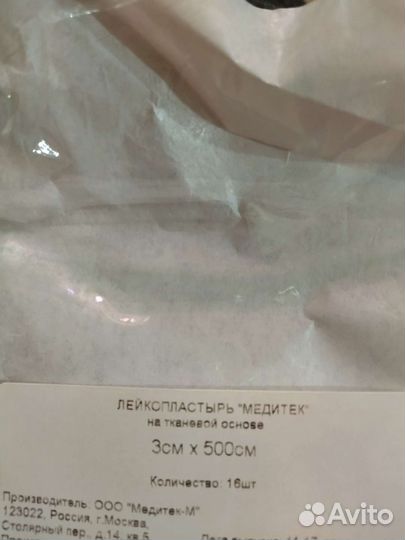 ЛЕЙКОПЛАСТЫРЬ "МЕДИТЕК"
на тканевой основе
3см х 500см
Количество: 16шт
Производитель: ООО "Медитек-М"
123022, Россия, г.Москва,
Столярный пер., д.14, кв.5
Avito